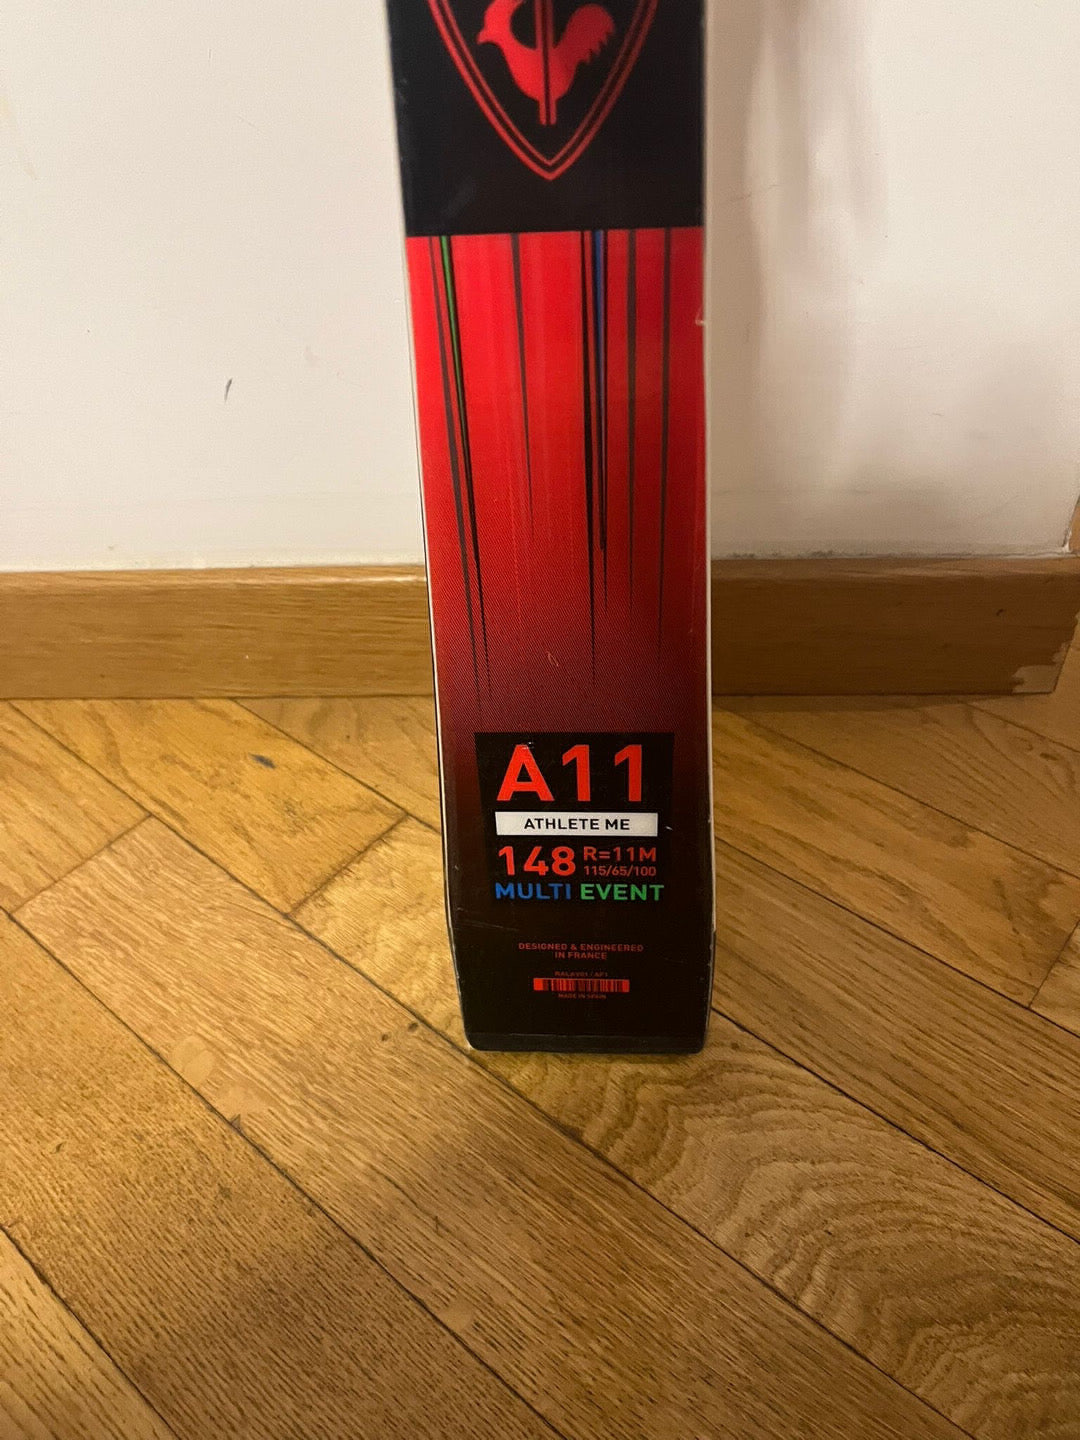 A11
ATHLETE ME
148 R=11M
115/65/100
MULTI EVENT
DESIGNED & ENGINEERED
IN FRANCE
MADE IN SPAIN